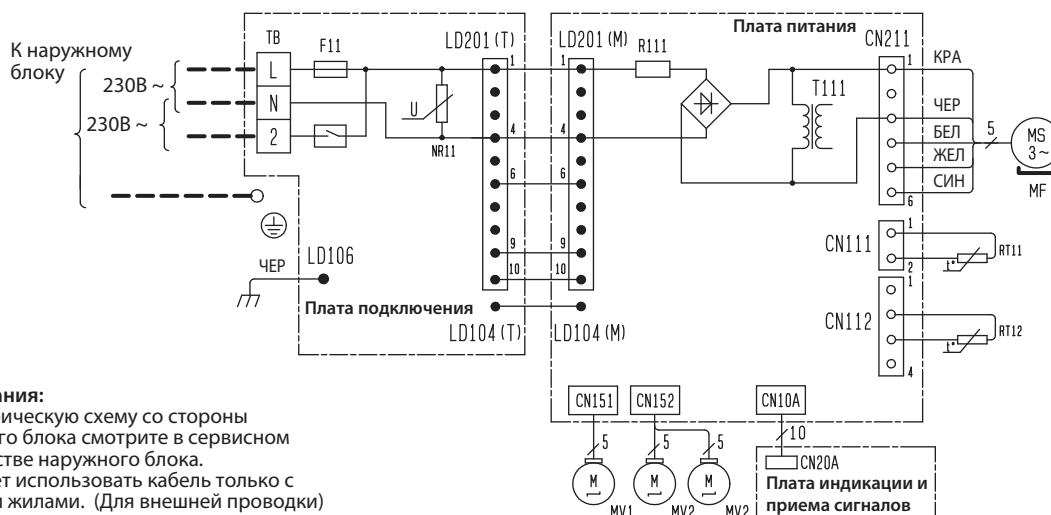 Плата питания
К наружному
блоку
TB
F11
LD201 (T)
LD201 (M)
R111
CN211
230В ~
L
1
1
1
КРА
T111
N
U
ЧЕР
230В ~
2
4
4
БЕЛ
5
MS
3~
NR11
ЖЕЛ
6
6
СИН
MF
6
CN111
1
9
9
RT11
t°
2
ЧЕР
LD106
10
10
1
Плата подключения
CN112
LD104 (T)
LD104 (M)
RT12
t°
4
ания:
рическую схему со стороны
го блока смотрите в сервисном
стве наружного блока.
ет использовать кабель только с
и жилами. (Для внешней проводки)
CN151
CN152
CN10A
5
5
5
10
CN20A
M
M
M
Плата индикации и
приема сигналов
MV1
MV2
MV2